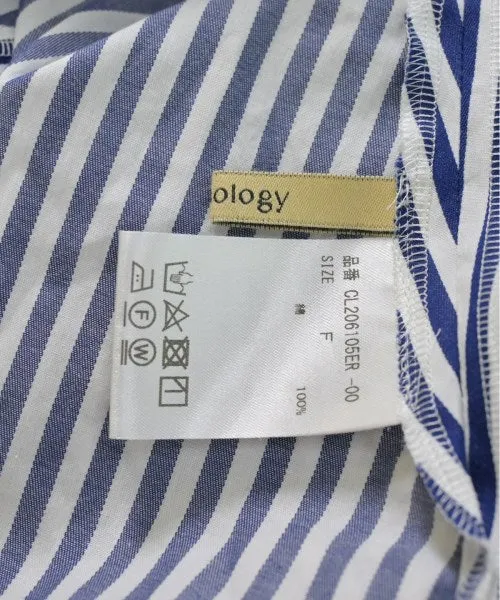 ology
品番 CL206105ER -00
SIZE F
綿 100%
F
W